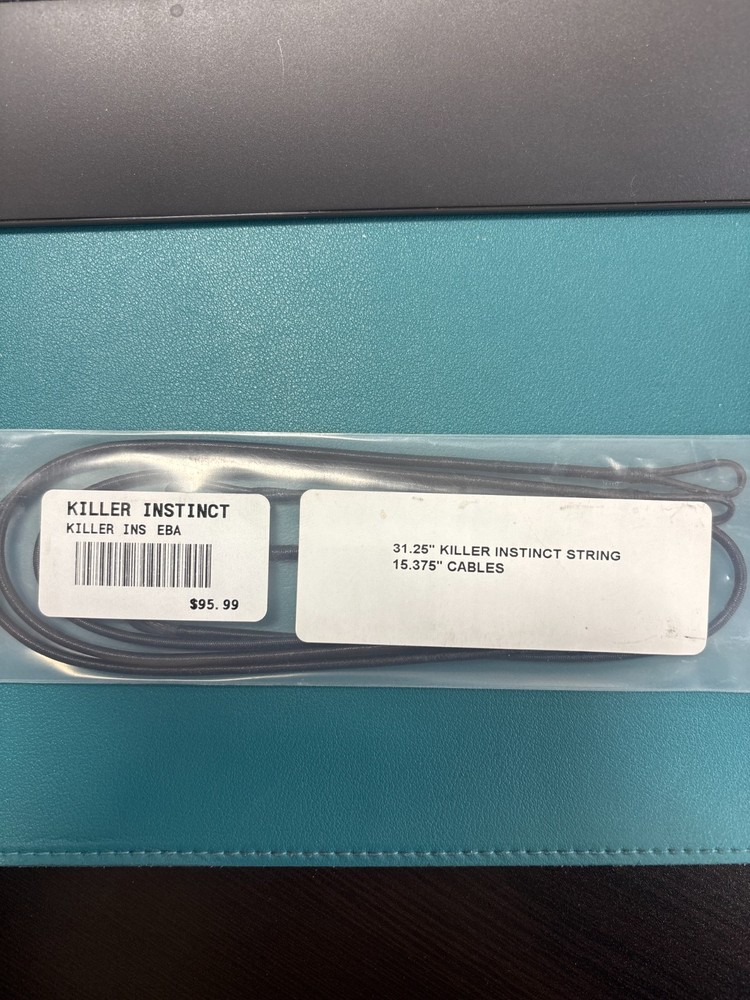 KILLER INSTINCT
KILLER INS EBA
$95.99
31.25" KILLER INSTINCT STRING
15.375" CABLES